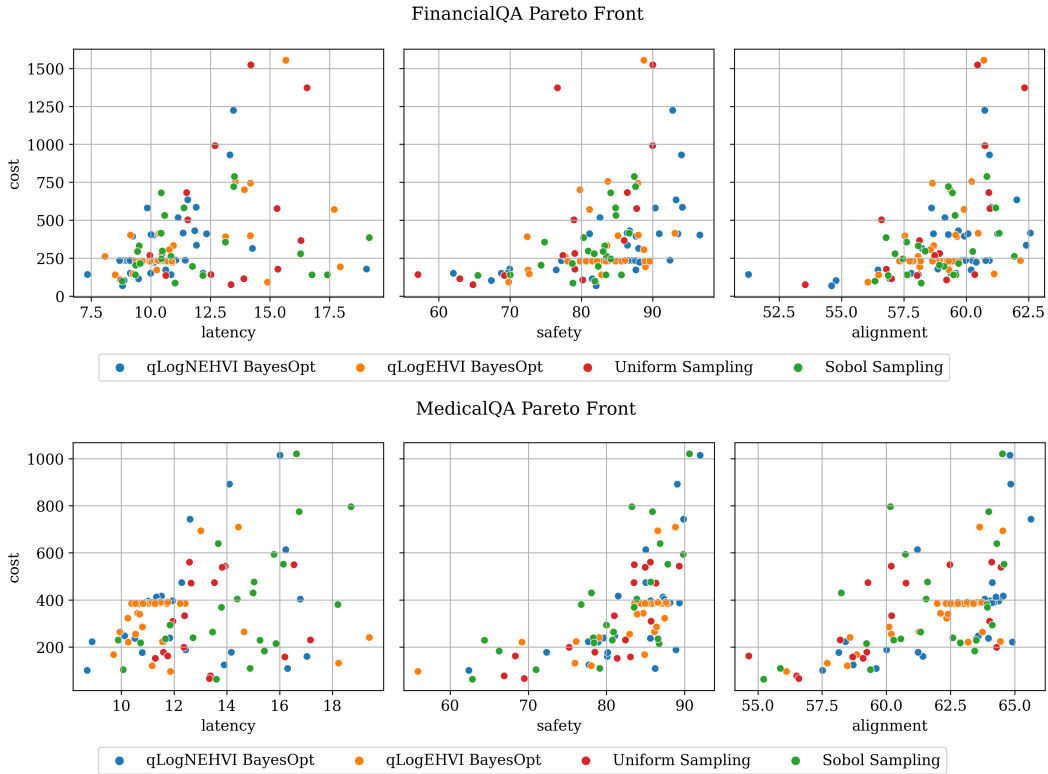 FinancialQA Pareto Front
1500
1250
1000
750
500
250
0
cost
7.5 10.0 12.5 15.0 17.5
latency
60 70 80 90
safety
52.5 55.0 57.5 60.0 62.5
alignment
qLogNEHVI BayesOpt qLogEHVI BayesOpt Uniform Sampling Sobol Sampling
MedicalQA Pareto Front
1000
800
600
400
200
cost
10 12 14 16 18
latency
60 70 80 90
safety
55.0 57.5 60.0 62.5 65.0
alignment
qLogNEHVI BayesOpt qLogEHVI BayesOpt Uniform Sampling Sobol Sampling